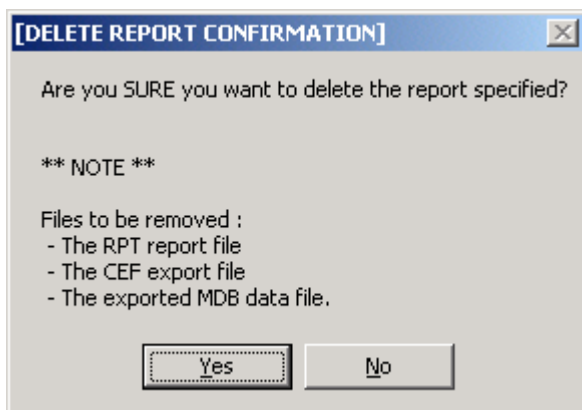 [DELETE REPORT CONFIRMATION]
Are you SURE you want to delete the report specified?
** NOTE **
Files to be removed :
- The RPT report file
- The CEF export file
- The exported MDB data file.
Yes No